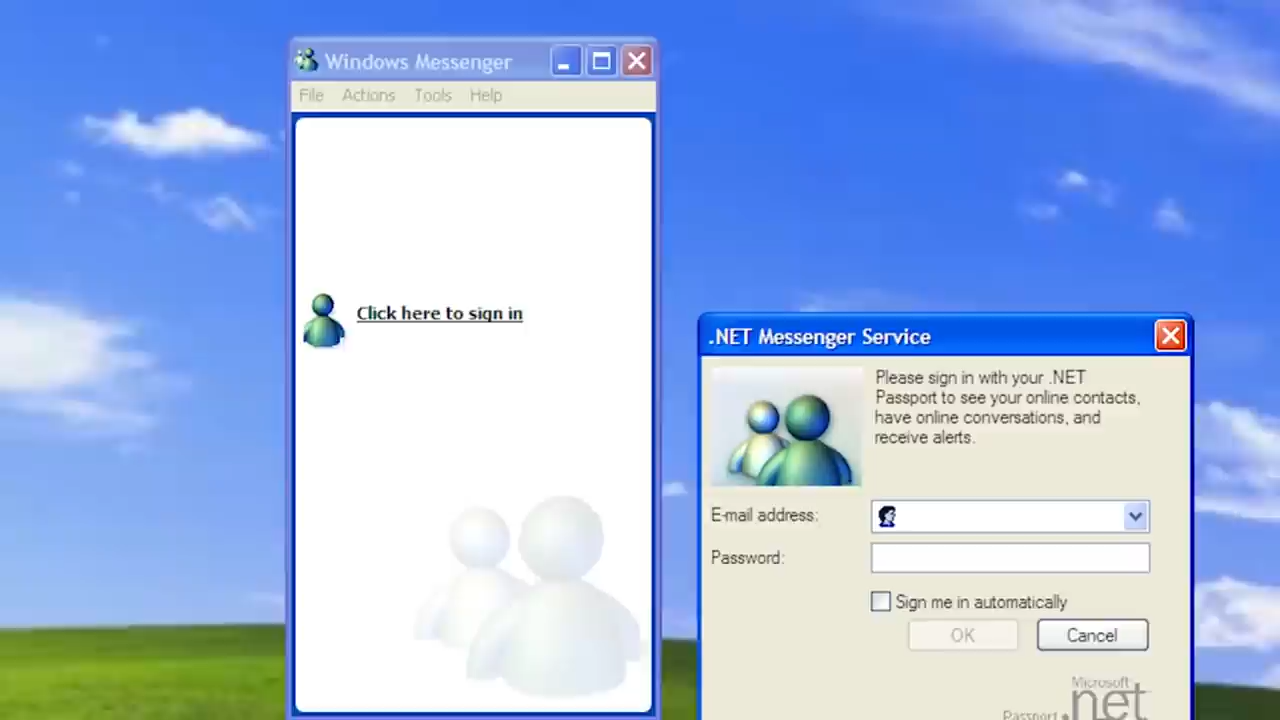 Windows Messenger
File Actions Tools Help
Click here to sign in
.NET Messenger Service
Please sign in with your .NET
Passport to see your online contacts,
have online conversations, and
receive alerts.
E-mail address:
Password:
Sign me in automatically
OK Cancel
Microsoft
Passport .net